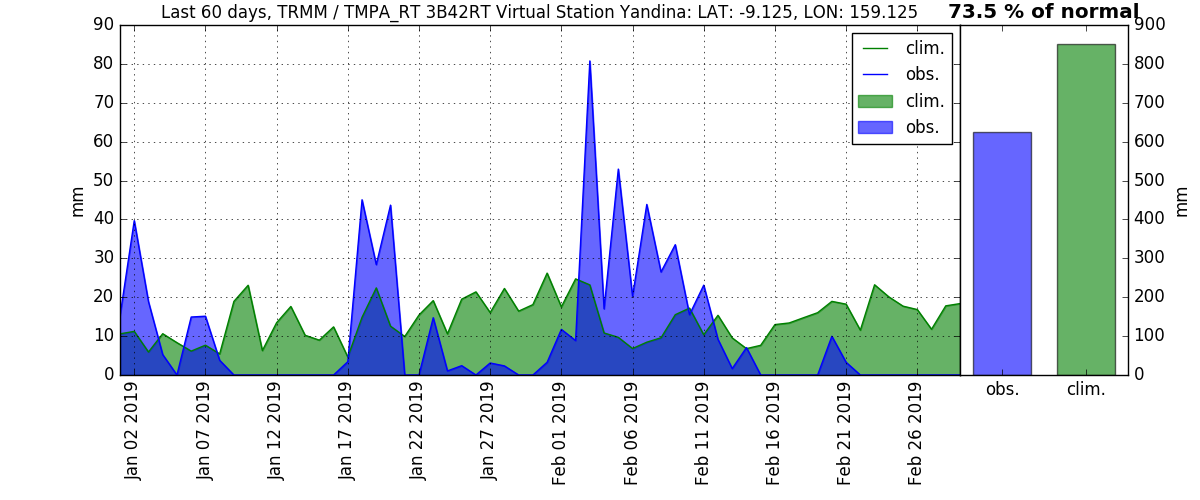 Last 60 days, TRMM / TMPA_RT 3B42RT Virtual Station Yandina: LAT: -9.125, LON: 159.125
73.5 % of normal
90
80
70
60
50
40
30
20
10
0
mm
clim.
obs.
clim.
obs.
900
800
700
600
500
400
300
200
100
0
mm
Jan 02 2019
Jan 07 2019
Jan 12 2019
Jan 17 2019
Jan 22 2019
Jan 27 2019
Feb 01 2019
Feb 06 2019
Feb 11 2019
Feb 16 2019
Feb 21 2019
Feb 26 2019
obs.
clim.